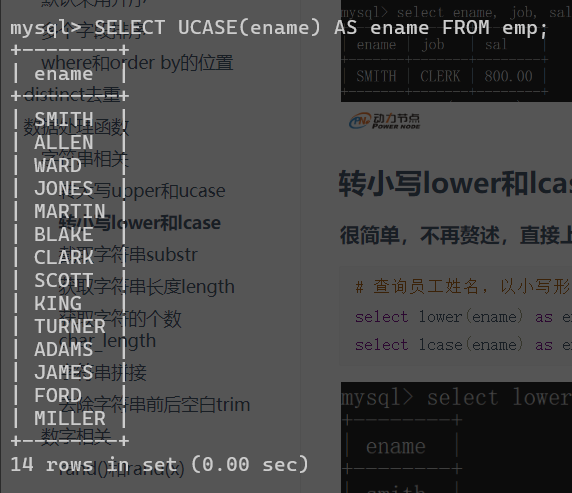 mysql> SELECT UCASE(ename) AS ename FROM emp;
+--------+
| ename  |
+--------+
| SMITH  |
| ALLEN  |
| WARD   |
| JONES  |
| MARTIN |
| BLAKE  |
| CLARK  |
| SCOTT  |
| KING   |
| TURNER |
| ADAMS  |
| JAMES  |
| FORD   |
| MILLER |
+--------+
14 rows in set (0.00 sec)
where和order by的位置
distinct去重
数据处理函数
字符串相关
转大写upper和ucase
转小写lower和lcase
截取字符串substr
获取字符串长度length
获取字符的个数
char_length
字符串拼接
去除字符串前后空白trim
数字相关
rand()和rand(x)
mysql> select ename, job, sal
| ename | job   | sal
| SMITH | CLERK | 800.00 |
动力节点
POWER NODE
转小写lower和lcas
很简单，不再赘述，直接上
# 查询员工姓名，以小写形
select lower(ename) as e
select lcase(ename) as e
mysql> select lower
+--------+
| ename  |
+--------+
| smith  |